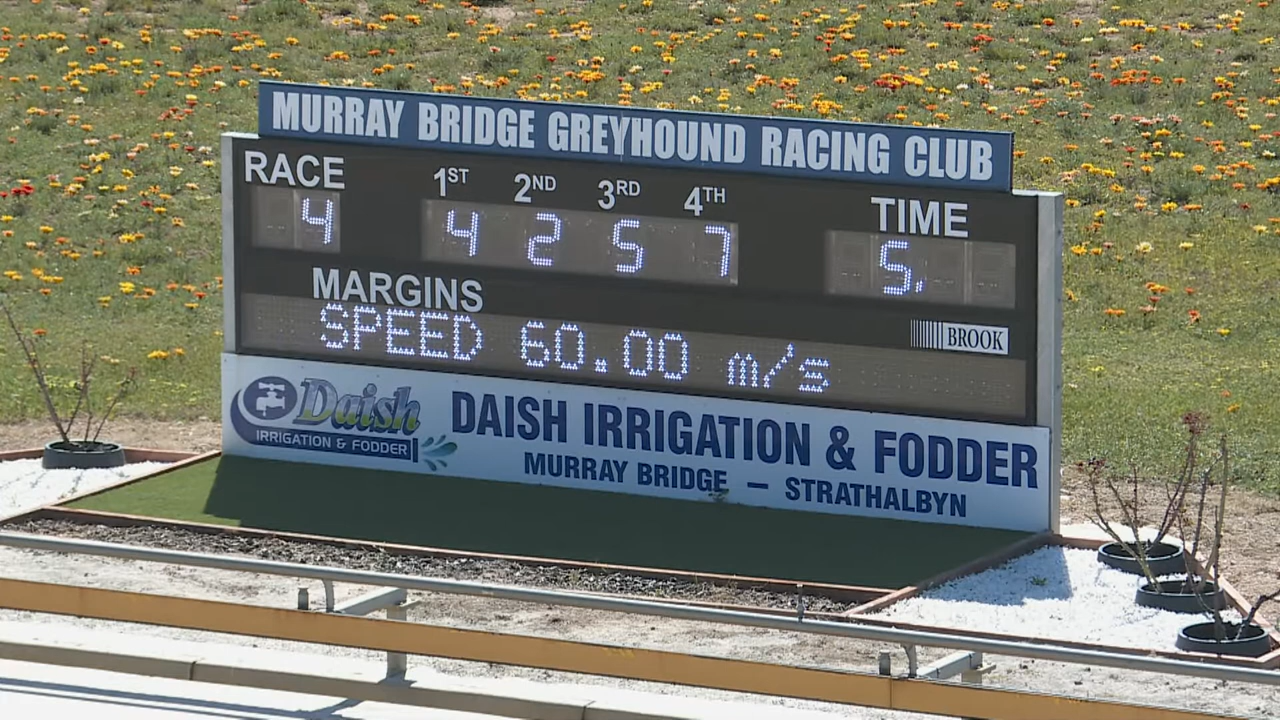 MURRAY BRIDGE GREYHOUND RACING CLUB
RACE 1ST 2ND 3RD 4TH TIME
4 4 2 5 7 5.
MARGINS
BROOK
SPEED 60.00 m/s
Daish
IRRIGATION & FODDER
DAISH IRRIGATION & FODDER
MURRAY BRIDGE – STRATHALBYN